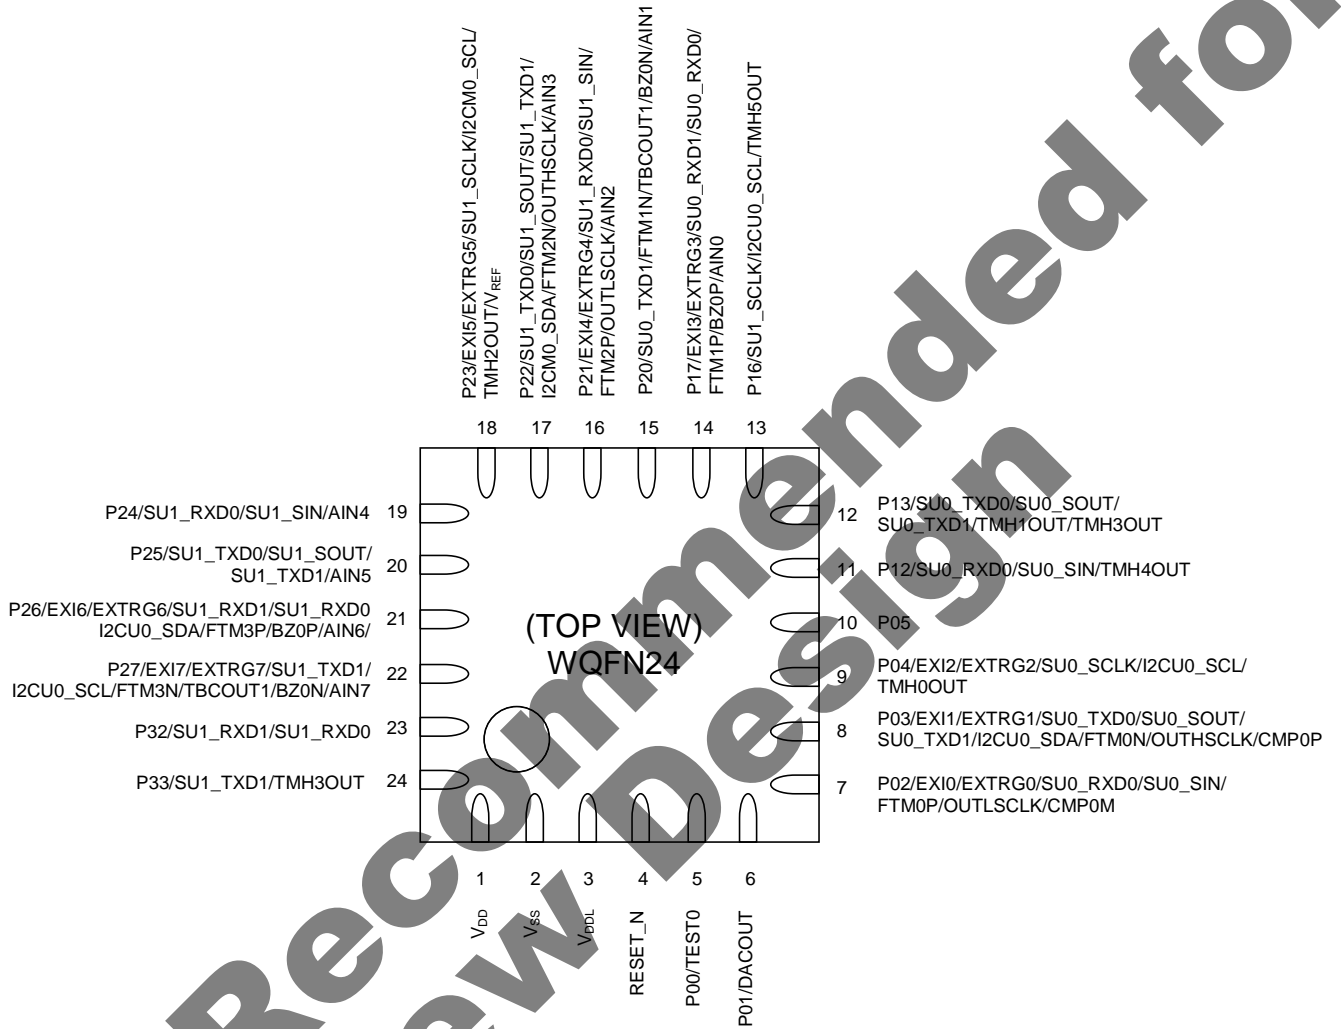 P23/EXI5/EXTRG5/SU1_SCLK/I2CM0_SCL/
TMH2OUT/VREF
P22/SU1_TXD0/SU1_SOUT/SU1_TXD1/
I2CM0_SDA/FTM2N/OUTHSCLK/AIN3
P21/EXI4/EXTRG4/SU1_RXD0/SU1_SIN/
FTM2P/OUTLSCLK/AIN2
P20/SU0_TXD1/FTM1N/TBCOUT1/BZ0N/AIN1
P17/EXI3/EXTRG3/SU0_RXD1/SU0_RXD0/
FTM1P/BZ0P/AIN0
P16/SU1_SCLK/I2CU0_SCL/TMH5OUT
18 17 16 15 14 13
P24/SU1_RXD0/SU1_SIN/AIN4 19
P25/SU1_TXD0/SU1_SOUT/
SU1_TXD1/AIN5 20
P26/EXI6/EXTRG6/SU1_RXD1/SU1_RXD0
I2CU0_SDA/FTM3P/BZ0P/AIN6/ 21
P27/EXI7/EXTRG7/SU1_TXD1/
I2CU0_SCL/FTM3N/TBCOUT1/BZ0N/AIN7 22
P32/SU1_RXD1/SU1_RXD0 23
P33/SU1_TXD1/TMH3OUT 24
(TOP VIEW)
WQFN24
12 P13/SU0_TXD0/SU0_SOUT/
SU0_TXD1/TMH1OUT/TMH3OUT
11 P12/SU0_RXD0/SU0_SIN/TMH4OUT
10 P05
9 P04/EXI2/EXTRG2/SU0_SCLK/I2CU0_SCL/
TMH0OUT
8 P03/EXI1/EXTRG1/SU0_TXD0/SU0_SOUT/
SU0_TXD1/I2CU0_SDA/FTM0N/OUTHSCLK/CMP0P
7 P02/EXI0/EXTRG0/SU0_RXD0/SU0_SIN/
FTM0P/OUTLSCLK/CMP0M
1 2 3 4 5 6
VDD
VSS
VDDL
RESET_N
P00/TEST0
P01/DACOUT
Recommended for
ew Design